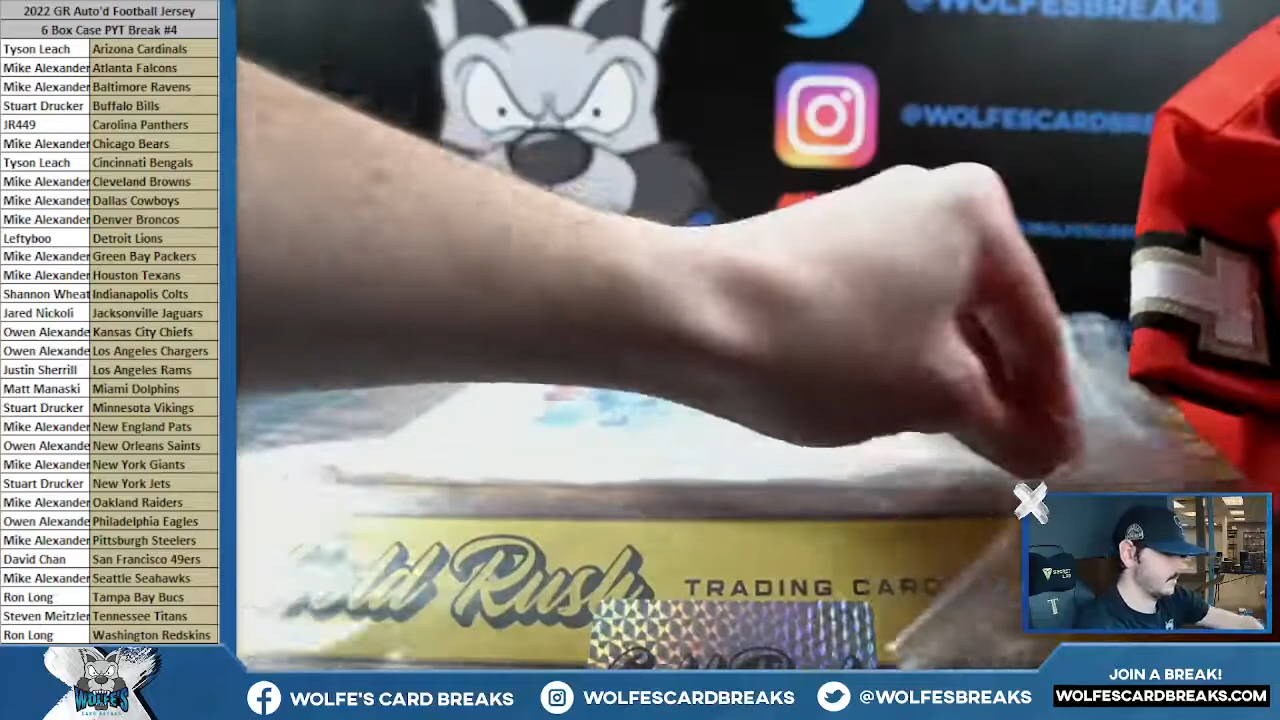 2022 GR Auto'd Football Jersey
6 Box Case PYT Break #4
Tyson Leach Arizona Cardinals
Mike Alexander Atlanta Falcons
Mike Alexander Baltimore Ravens
Stuart Drucker Buffalo Bills
JR449 Carolina Panthers
Mike Alexander Chicago Bears
Tyson Leach Cincinnati Bengals
Mike Alexander Cleveland Browns
Mike Alexander Dallas Cowboys
Mike Alexander Denver Broncos
Leftyboo Detroit Lions
Mike Alexander Green Bay Packers
Mike Alexander Houston Texans
Shannon Wheat Indianapolis Colts
Jared Nickoli Jacksonville Jaguars
Owen Alexande Kansas City Chiefs
Owen Alexande Los Angeles Chargers
Justin Sherrill Los Angeles Rams
Matt Manaski Miami Dolphins
Stuart Drucker Minnesota Vikings
Mike Alexander New England Pats
Owen Alexande New Orleans Saints
Mike Alexander New York Giants
Stuart Drucker New York Jets
Mike Alexander Oakland Raiders
Owen Alexande Philadelphia Eagles
Mike Alexander Pittsburgh Steelers
David Chan San Francisco 49ers
Mike Alexander Seattle Seahawks
Ron Long Tampa Bay Bucs
Steven Meitzler Tennessee Titans
Ron Long Washington Redskins
@WOLFESBREAKS
@WOLFESCARDBRE
Gold Rush TRADING CARD
WOLFE'S
CARD BREAKS
WOLFE'S CARD BREAKS
WOLFESCARDBREAKS
@WOLFESBREAKS
JOIN A BREAK!
WOLFESCARDBREAKS.COM